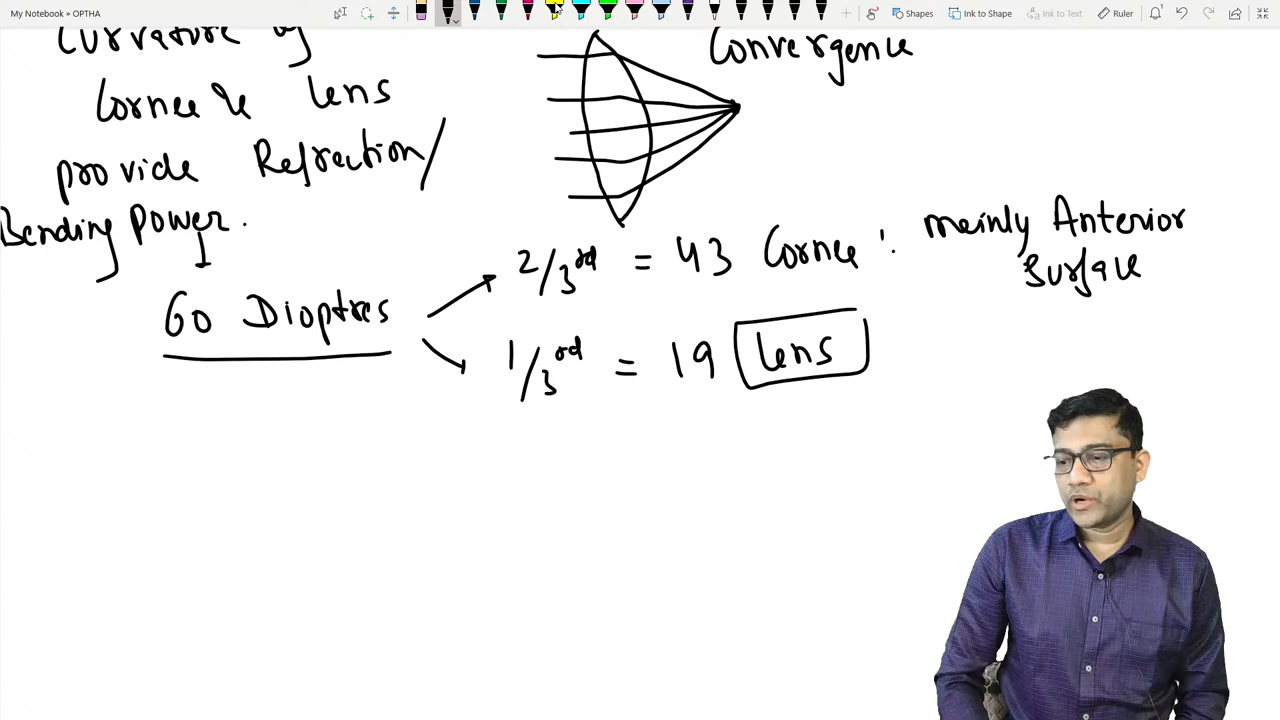 My Notebook » OPTHA
Shapes
Ink to Shape
Ink to Text
Ruler
Curvature of
Cornea &
lens
provide Refraction/
Bending Power.
Convergence
60 Dioptres
2/3rd = 43 Cornea : mainly Anterior
surface
1/3rd = 19 lens